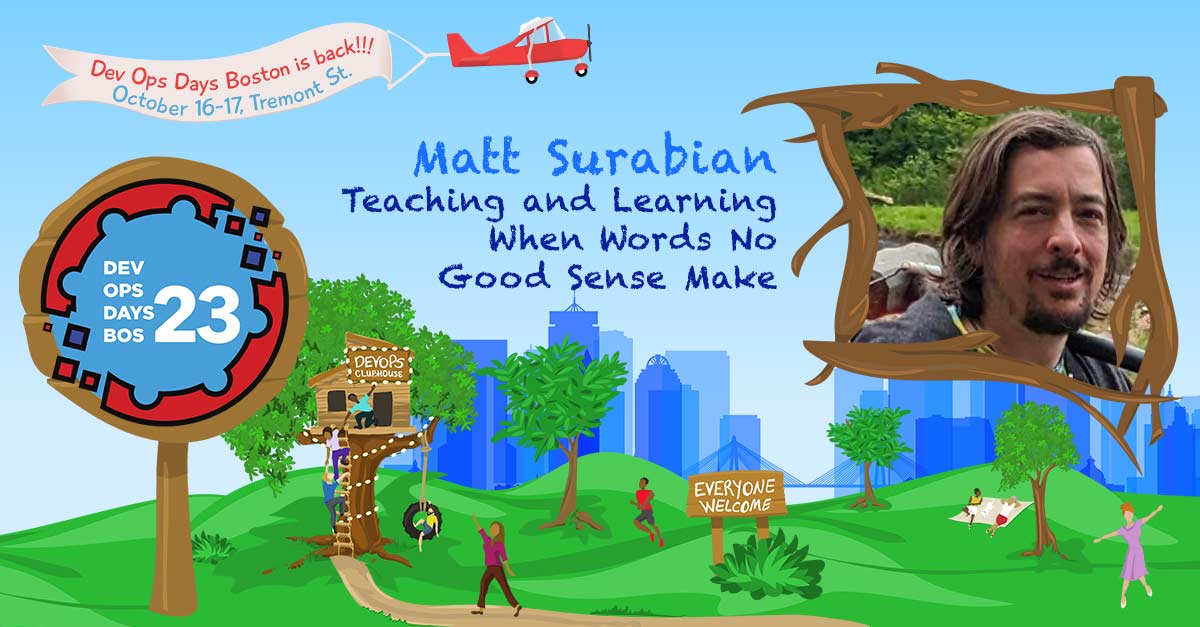 Dev Ops Days Boston is back!!!
October 16-17, Tremont St.
Matt Surabian
Teaching and Learning
When Words No
Good Sense Make
DEV
OPS
DAYS
BOS
23
DEVOPS
CLUPHOUSE
EVERYONE
WELCOME